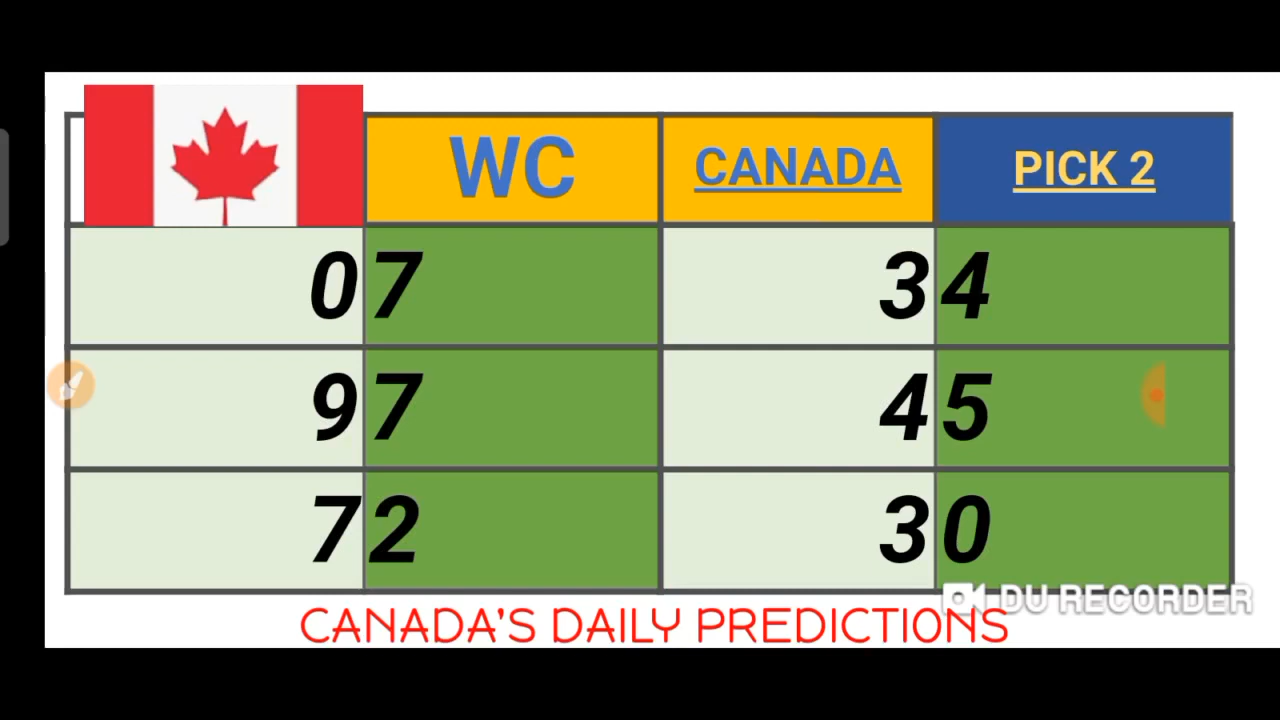 WC CANADA PICK 2
07 34
97 45
72 30
DU RECORDER
CANADA'S DAILY PREDICTIONS